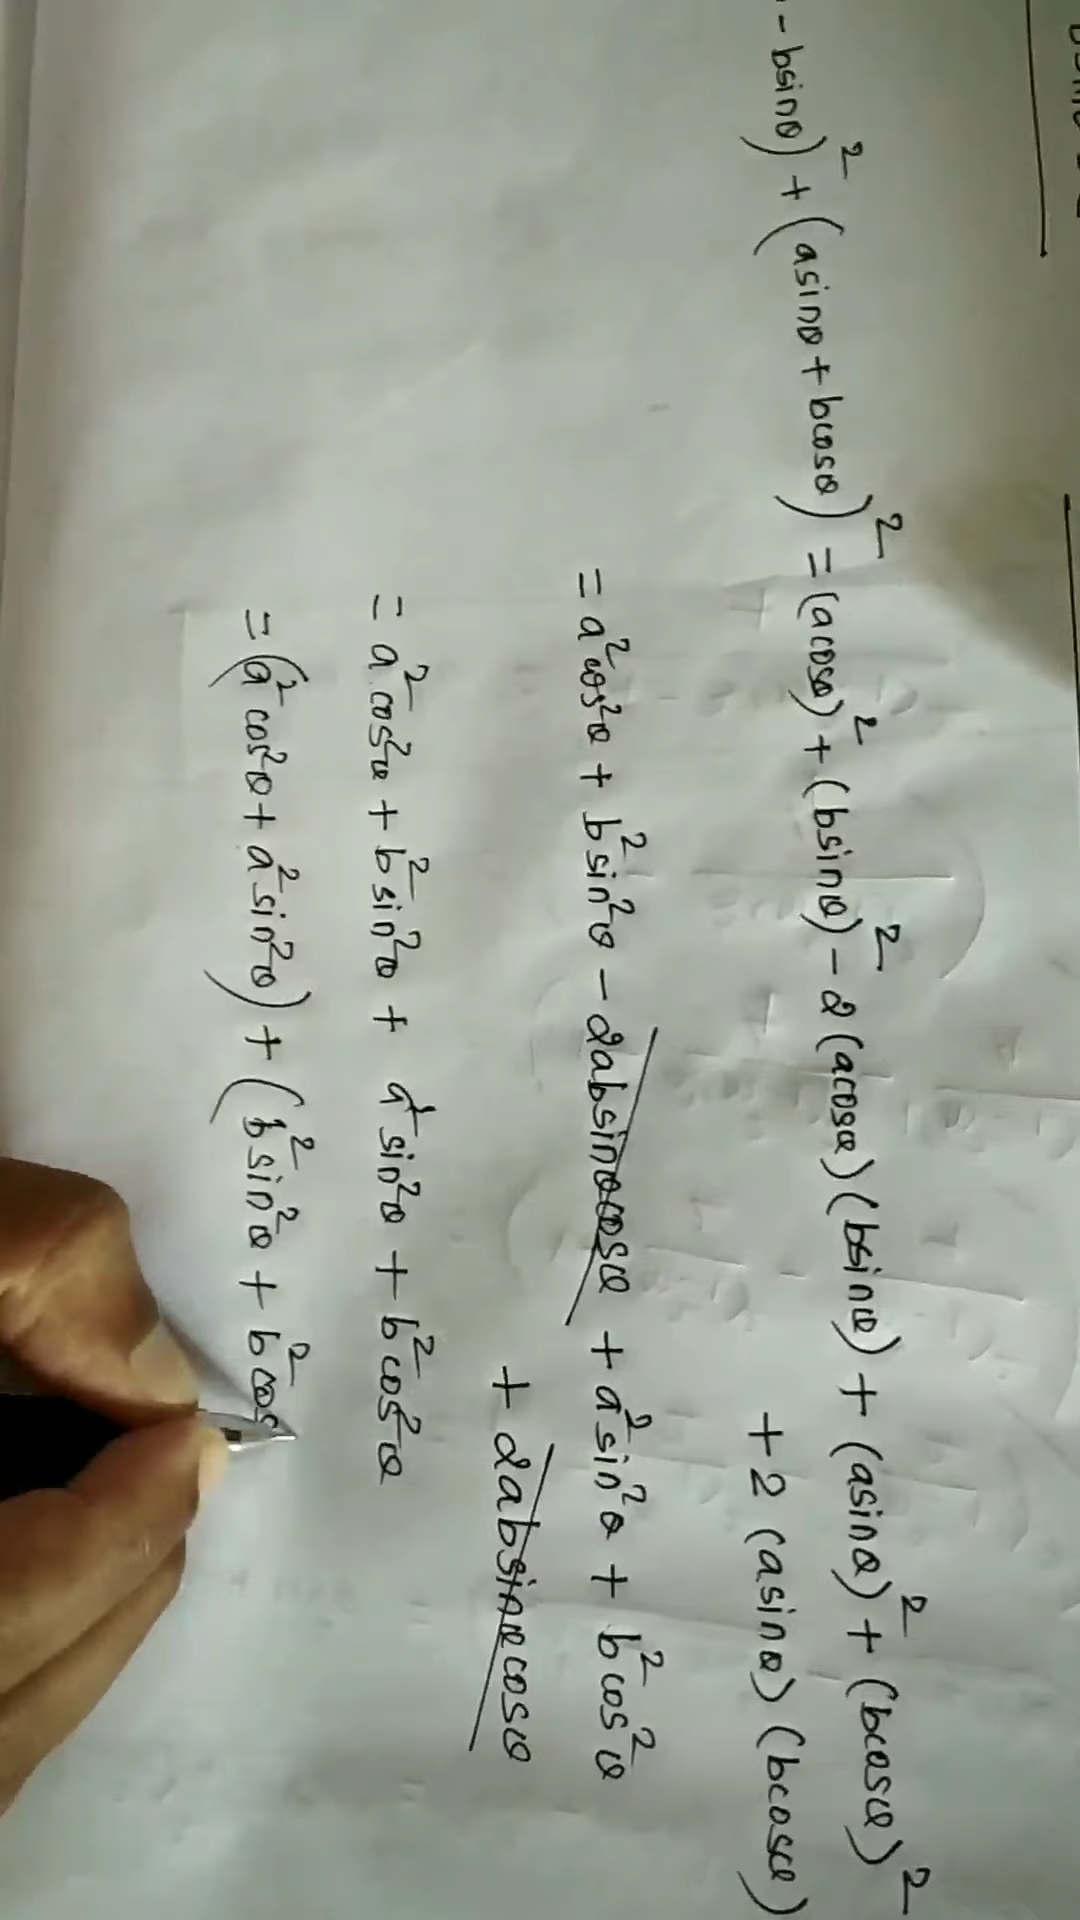 - bsinθ)² + (asinθ + bcosθ)² = (acosθ)² + (bsinθ)² - 2(acosθ)(bsinθ) + (asinθ)² + (bcosθ)²
+ 2 (asinθ) (bcosθ)
= a²cos²θ + b²sin²θ - 2absinθcosθ + a²sin²θ + b²cos²θ
+ 2absinθcosθ
= a²cos²θ + b²sin²θ + a²sin²θ + b²cos²θ
= (a²cos²θ + a²sin²θ) + (b²sin²θ + b²cos